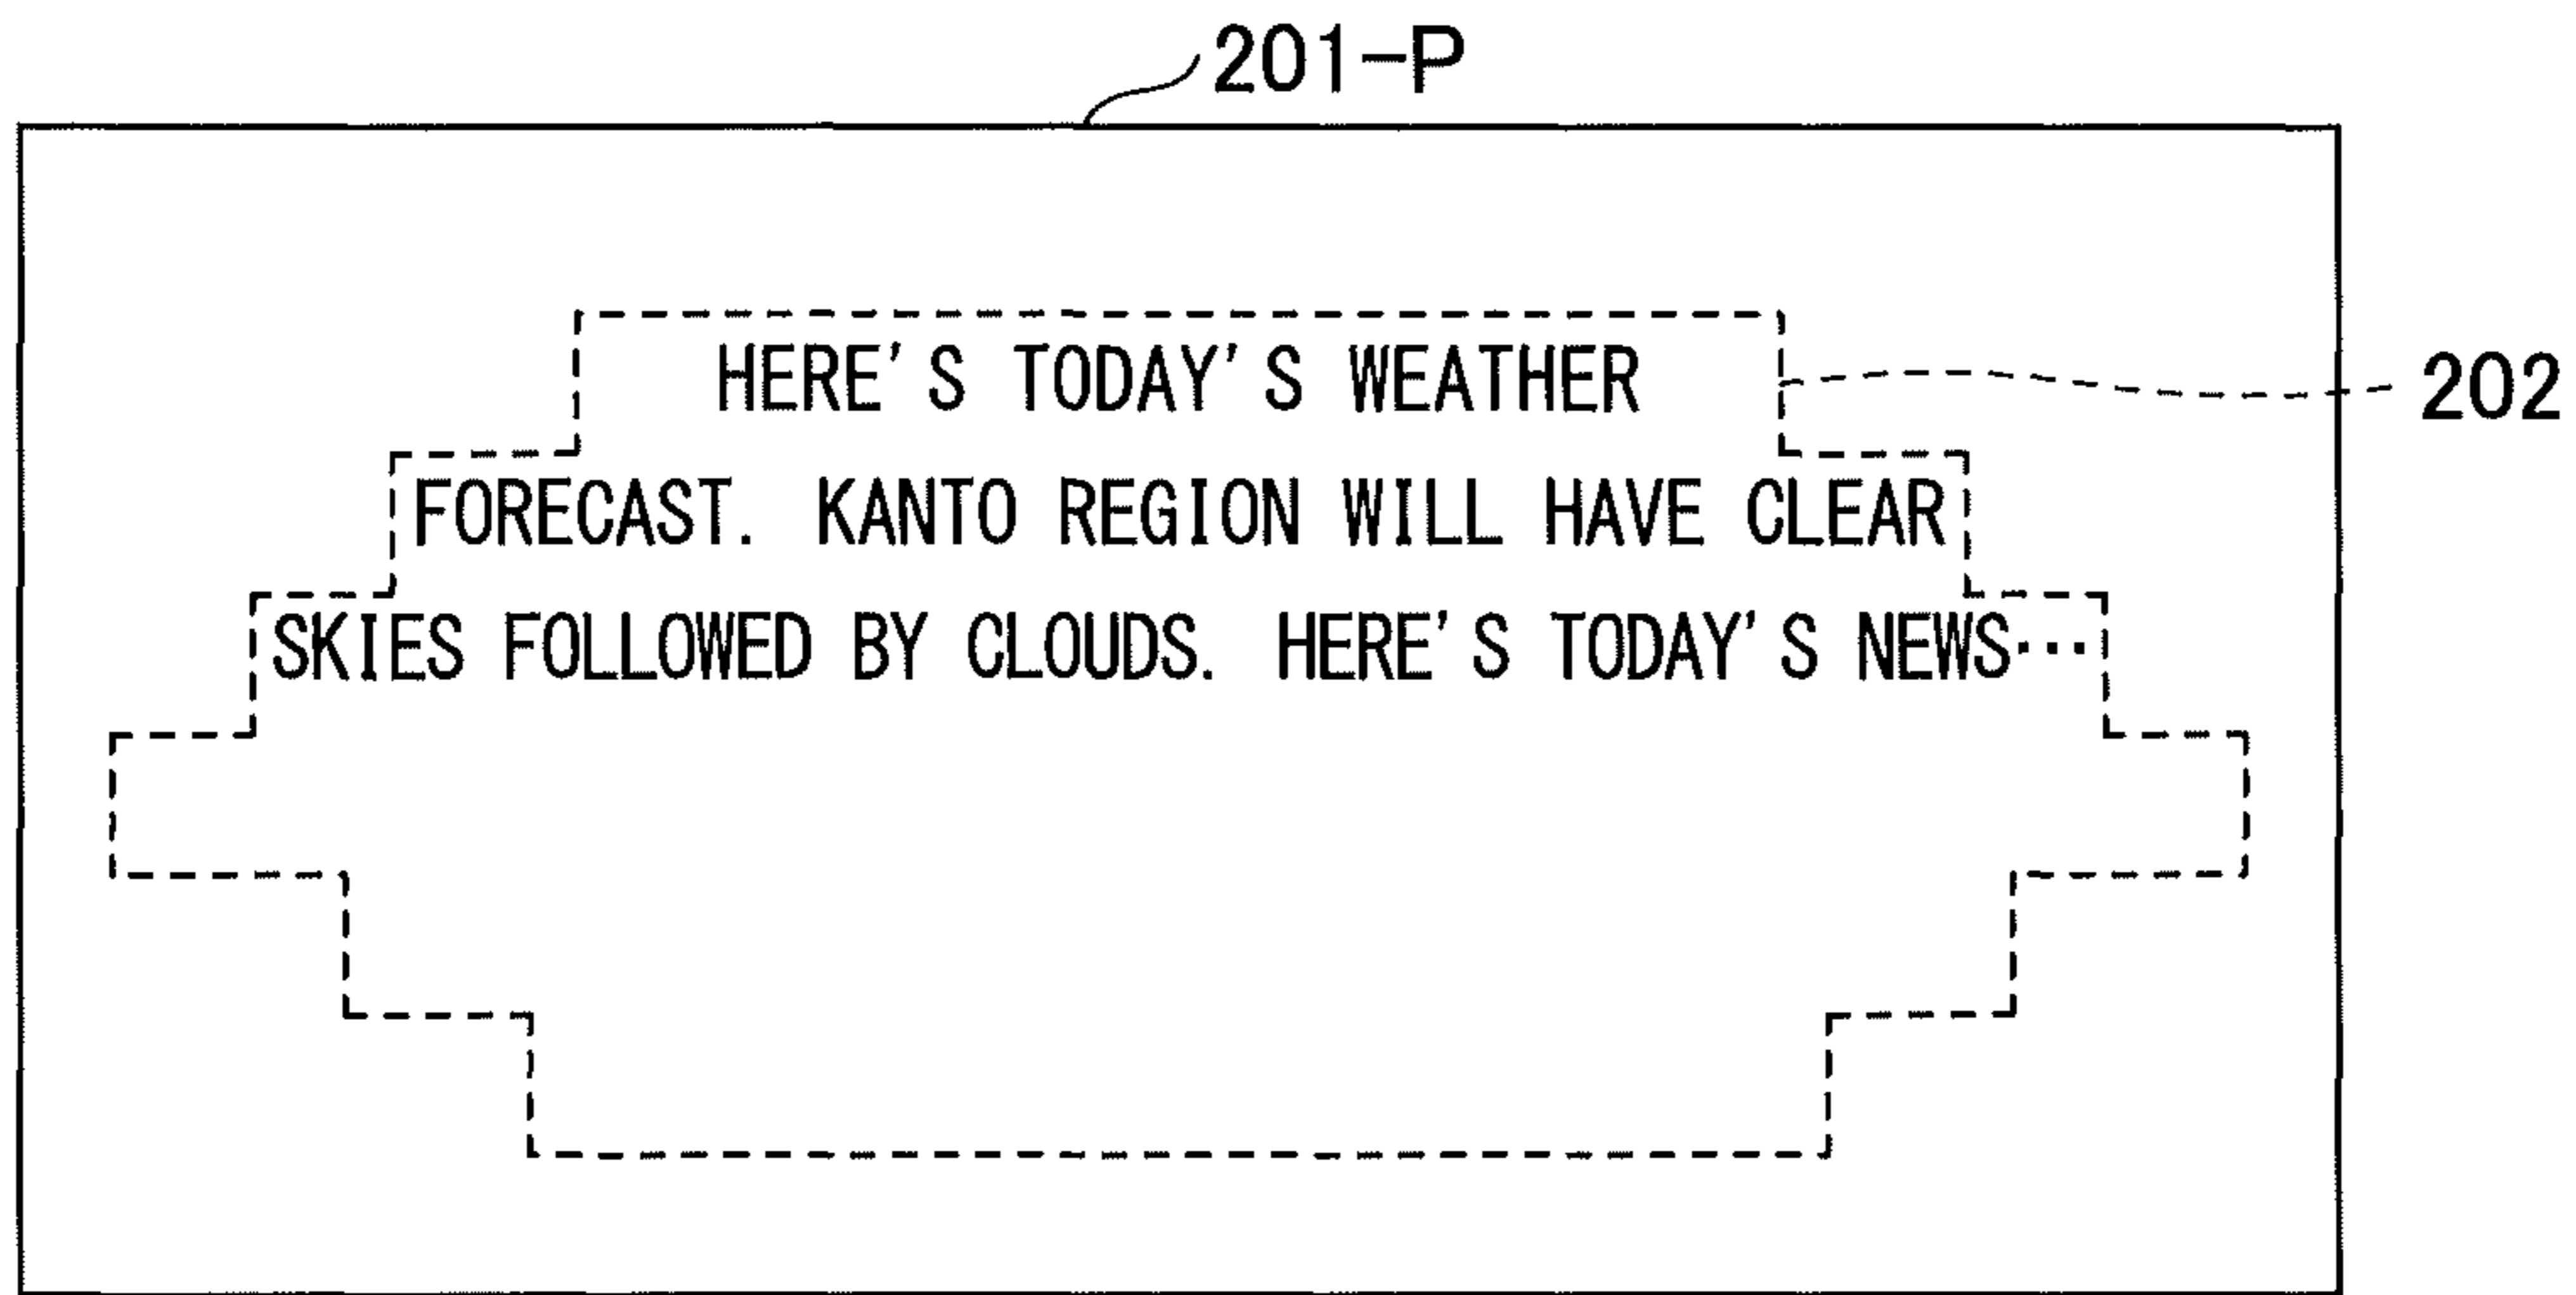 201-P
HERE'S TODAY'S WEATHER
202
FORECAST. KANTO REGION WILL HAVE CLEAR
SKIES FOLLOWED BY CLOUDS. HERE'S TODAY'S NEWS···